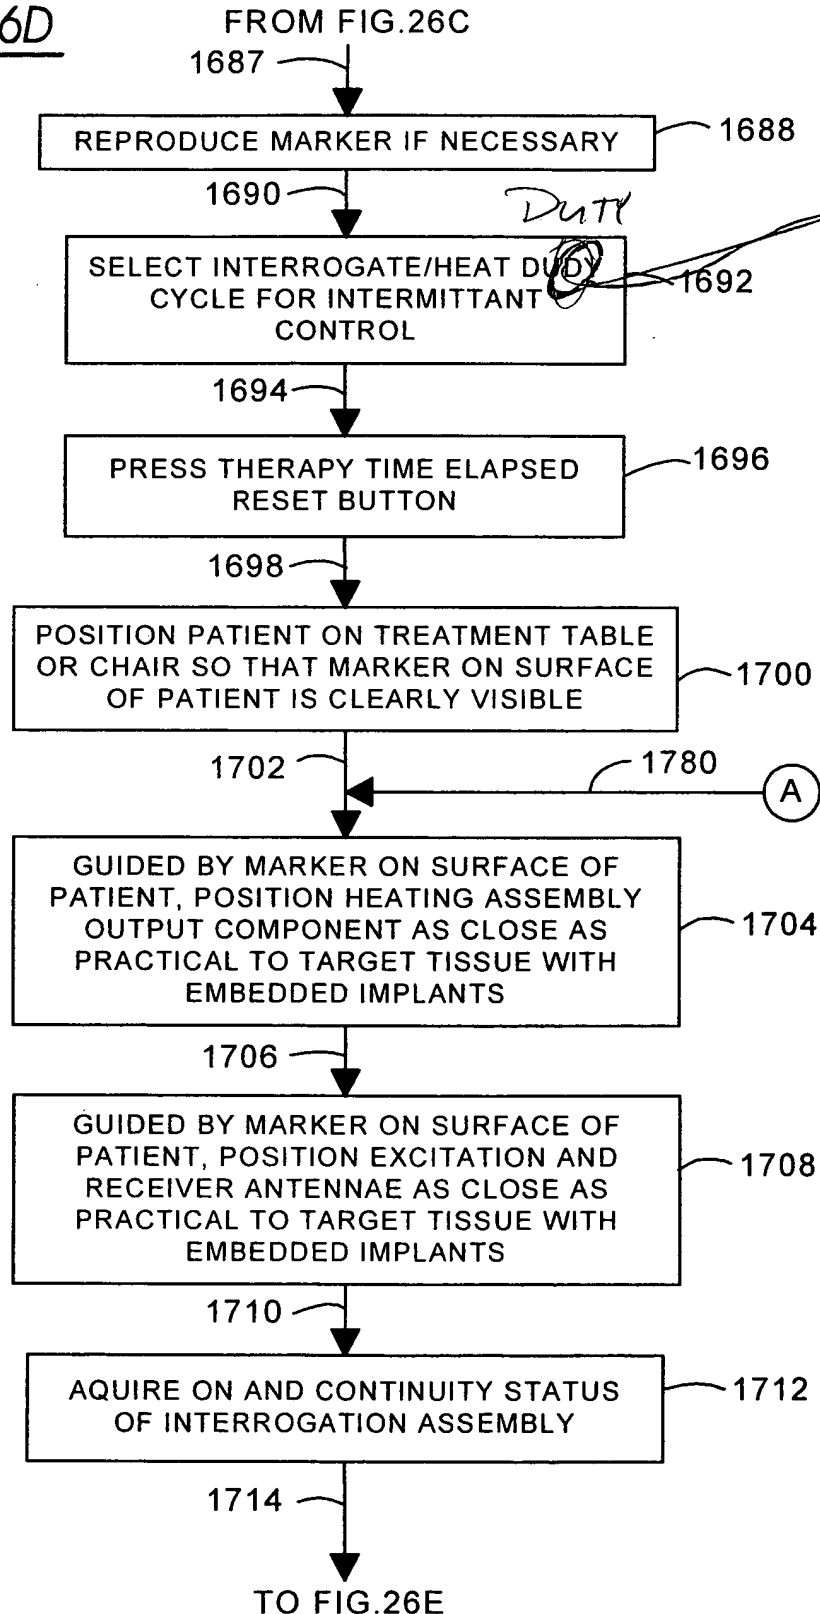 6D
FROM FIG.26C
1687
REPRODUCE MARKER IF NECESSARY
1688
1690
DUTY
SELECT INTERROGATE/HEAT DUDY
CYCLE FOR INTERMITTANT
CONTROL
1692
1694
PRESS THERAPY TIME ELAPSED
RESET BUTTON
1696
1698
POSITION PATIENT ON TREATMENT TABLE
OR CHAIR SO THAT MARKER ON SURFACE
OF PATIENT IS CLEARLY VISIBLE
1700
1702
1780
A
GUIDED BY MARKER ON SURFACE OF
PATIENT, POSITION HEATING ASSEMBLY
OUTPUT COMPONENT AS CLOSE AS
PRACTICAL TO TARGET TISSUE WITH
EMBEDDED IMPLANTS
1704
1706
GUIDED BY MARKER ON SURFACE OF
PATIENT, POSITION EXCITATION AND
RECEIVER ANTENNAE AS CLOSE AS
PRACTICAL TO TARGET TISSUE WITH
EMBEDDED IMPLANTS
1708
1710
AQUIRE ON AND CONTINUITY STATUS
OF INTERROGATION ASSEMBLY
1712
1714
TO FIG.26E